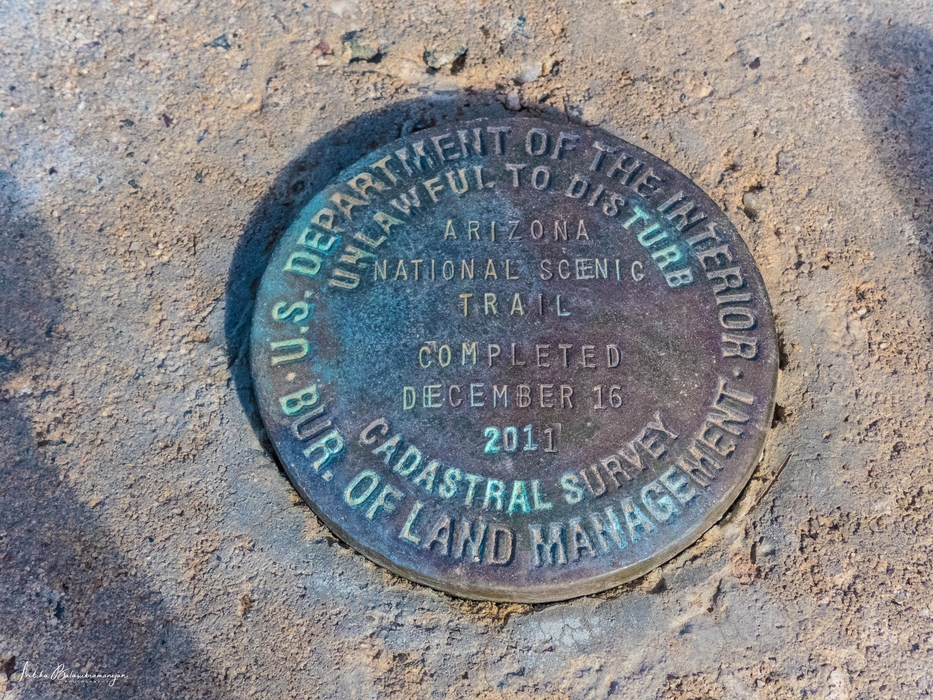 U.S. DEPARTMENT OF THE INTERIOR
UNLAWFUL TO DISTURB
ARIZONA
NATIONAL SCENIC
TRAIL
COMPLETED
DECEMBER 16
2011
CADASTRAL SURVEY
BUR. OF LAND MANAGEMENT